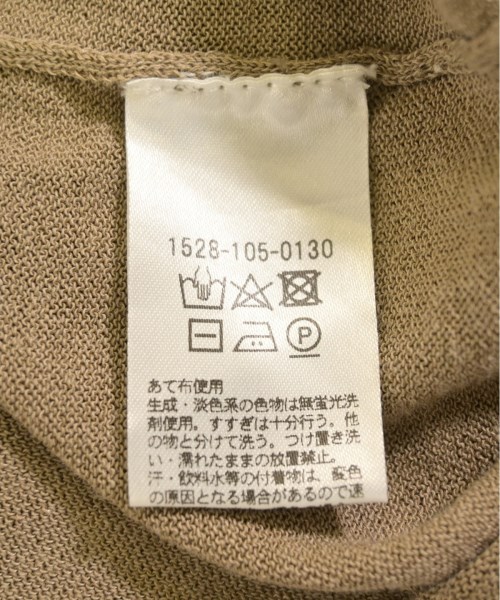 1528-105-0130
P
あて布使用
生成・淡色系の色物は無蛍光洗
剤使用。すすぎは十分行う。他
の物と分けて洗う。つけ置き洗
い・濡れたままの放置禁止。
汗・飲料水等の付着物は、変色
の原因となる場合があるので速